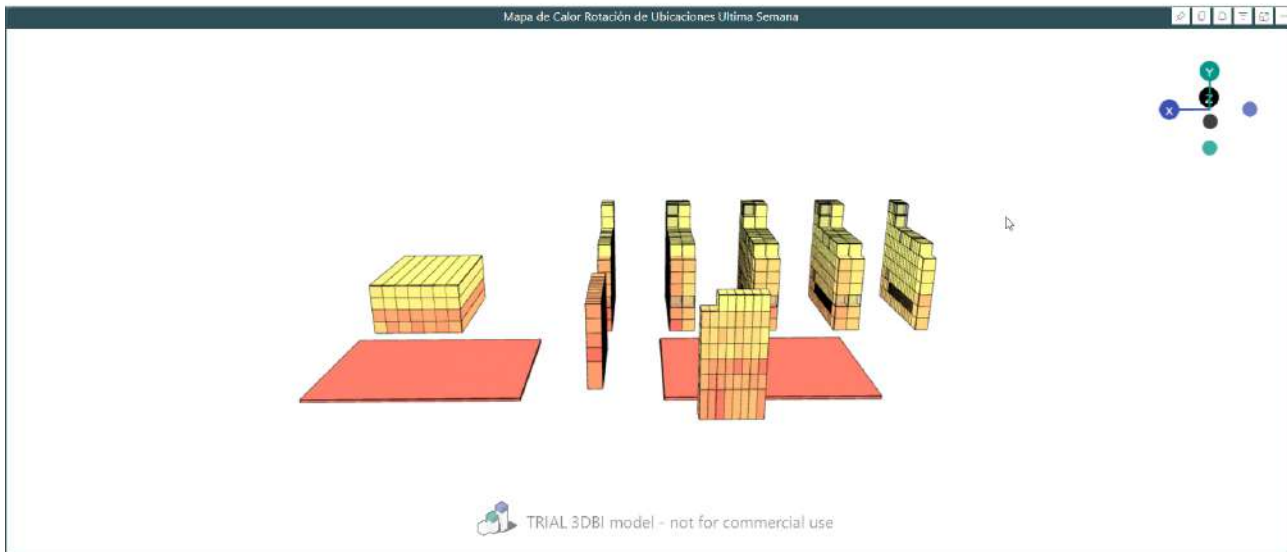 Mapa de Calor Rotación de Ubicaciones Ultima Semana
Y
Z
X
TRIAL 3DBI model - not for commercial use